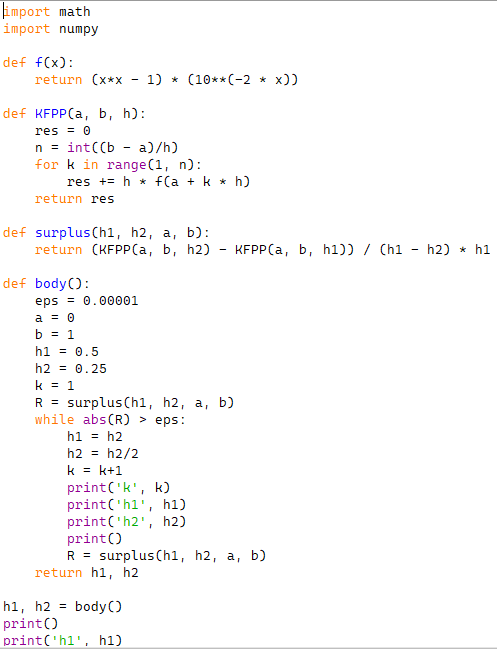 import math
import numpy

def f(x):
    return (x*x - 1) * (10**(-2 * x))

def KFPP(a, b, h):
    res = 0
    n = int((b - a)/h)
    for k in range(1, n):
        res += h * f(a + k * h)
    return res

def surplus(h1, h2, a, b):
    return (KFPP(a, b, h2) - KFPP(a, b, h1)) / (h1 - h2) * h1

def body():
    eps = 0.00001
    a = 0
    b = 1
    h1 = 0.5
    h2 = 0.25
    k = 1
    R = surplus(h1, h2, a, b)
    while abs(R) > eps:
        h1 = h2
        h2 = h2/2
        k = k+1
        print('k', k)
        print('h1', h1)
        print('h2', h2)
        print()
        R = surplus(h1, h2, a, b)
    return h1, h2

h1, h2 = body()
print()
print('h1', h1)